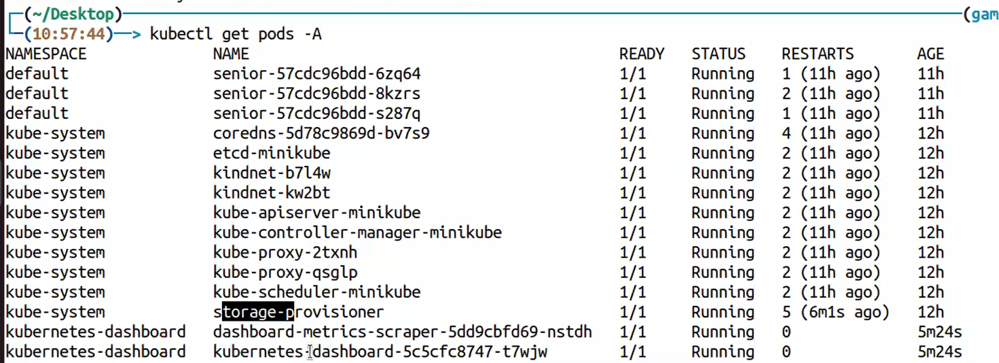 (~/Desktop) (gam
(10:57:44)—> kubectl get pods -A
NAMESPACE NAME READY STATUS RESTARTS AGE
default senior-57cdc96bdd-6zq64 1/1 Running 1 (11h ago) 11h
default senior-57cdc96bdd-8kzrs 1/1 Running 2 (11h ago) 11h
default senior-57cdc96bdd-s287q 1/1 Running 1 (11h ago) 11h
kube-system coredns-5d78c9869d-bv7s9 1/1 Running 4 (11h ago) 12h
kube-system etcd-minikube 1/1 Running 2 (11h ago) 12h
kube-system kindnet-b7l4w 1/1 Running 2 (11h ago) 12h
kube-system kindnet-kw2bt 1/1 Running 2 (11h ago) 12h
kube-system kube-apiserver-minikube 1/1 Running 2 (11h ago) 12h
kube-system kube-controller-manager-minikube 1/1 Running 2 (11h ago) 12h
kube-system kube-proxy-2txnh 1/1 Running 2 (11h ago) 12h
kube-system kube-proxy-qsglp 1/1 Running 2 (11h ago) 12h
kube-system kube-scheduler-minikube 1/1 Running 2 (11h ago) 12h
kube-system storage-provisioner 1/1 Running 5 (6m1s ago) 12h
kubernetes-dashboard dashboard-metrics-scraper-5dd9cbfd69-nstdh 1/1 Running 0 5m24s
kubernetes-dashboard kubernetes-dashboard-5c5cfc8747-t7wjw 1/1 Running 0 5m24s